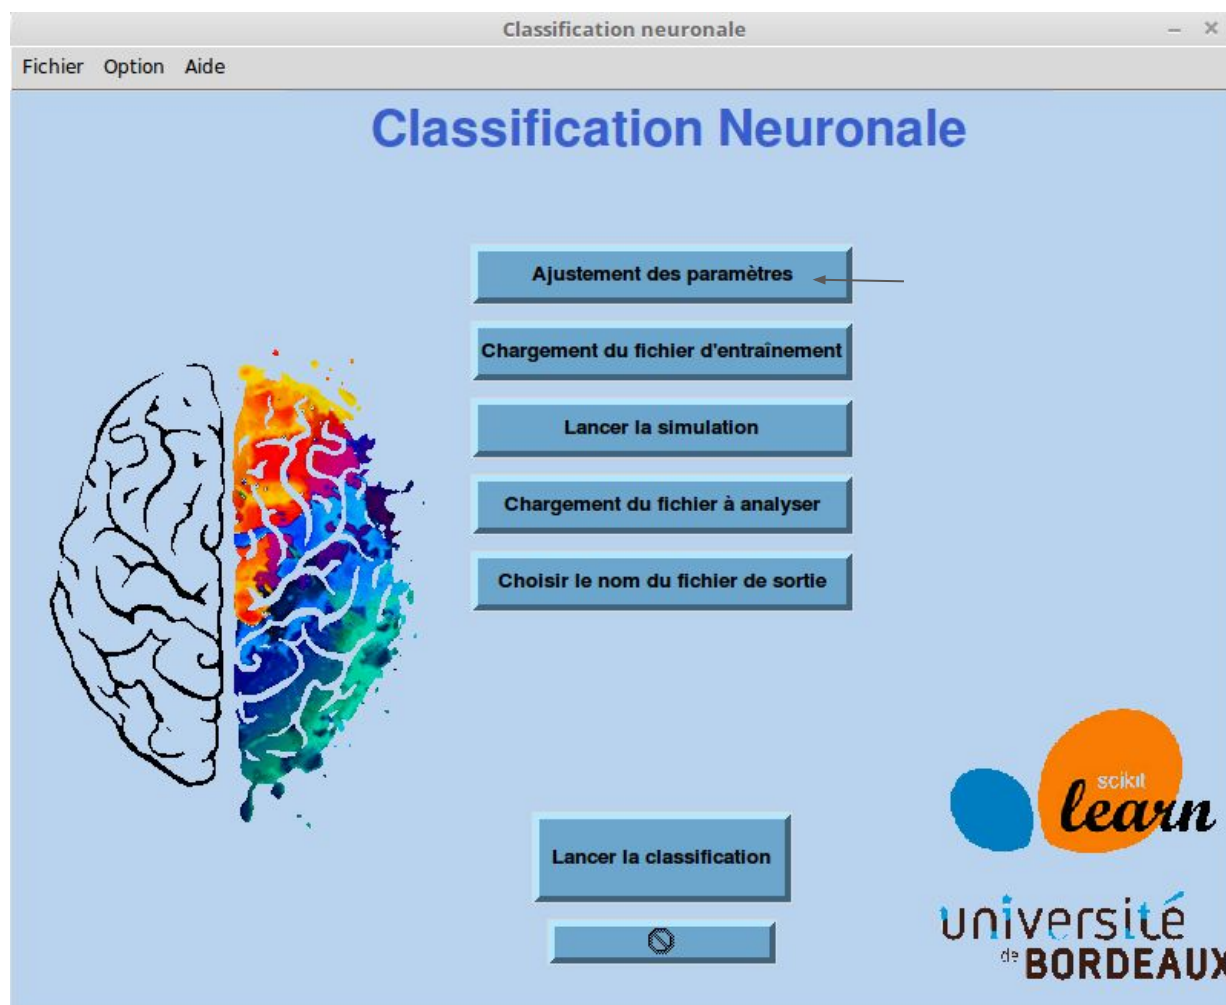 Classification neuronale
Fichier Option Aide
Classification Neuronale
Ajustement des paramètres
Chargement du fichier d'entraînement
Lancer la simulation
Chargement du fichier à analyser
Choisir le nom du fichier de sortie
scikit
learn
Lancer la classification
université
de BORDEAUX